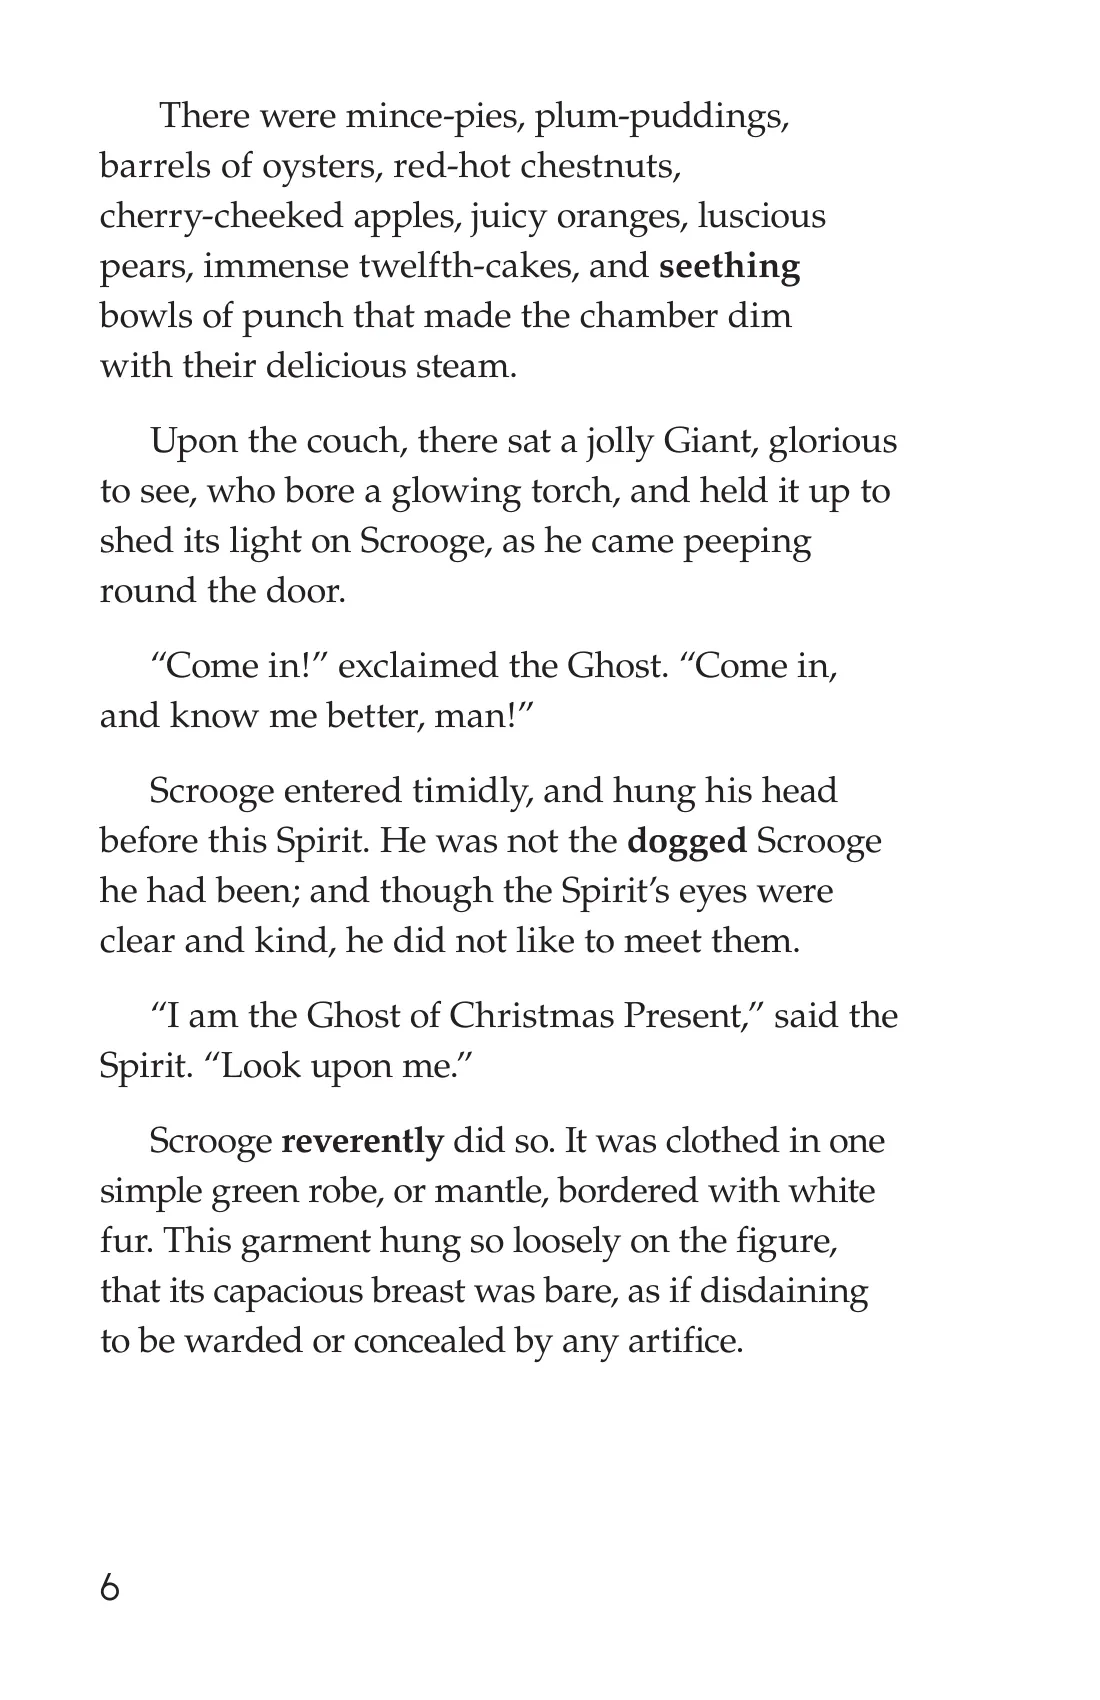 There were mince-pies, plum-puddings,
barrels of oysters, red-hot chestnuts,
cherry-cheeked apples, juicy oranges, luscious
pears, immense twelfth-cakes, and seething
bowls of punch that made the chamber dim
with their delicious steam.
Upon the couch, there sat a jolly Giant, glorious
to see, who bore a glowing torch, and held it up to
shed its light on Scrooge, as he came peeping
round the door.
“Come in!” exclaimed the Ghost. “Come in,
and know me better, man!”
Scrooge entered timidly, and hung his head
before this Spirit. He was not the dogged Scrooge
he had been; and though the Spirit’s eyes were
clear and kind, he did not like to meet them.
“I am the Ghost of Christmas Present,” said the
Spirit. “Look upon me.”
Scrooge reverently did so. It was clothed in one
simple green robe, or mantle, bordered with white
fur. This garment hung so loosely on the figure,
that its capacious breast was bare, as if disdaining
to be warded or concealed by any artifice.
6